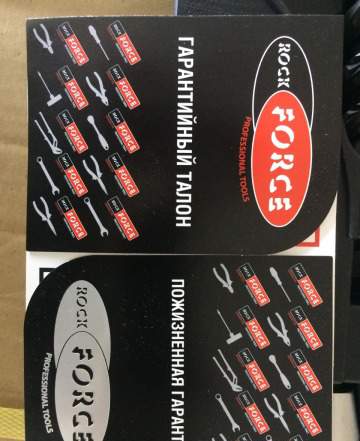 ROCK
FORCE
PROFESSIONAL TOOLS
ГАРАНТИЙНЫЙ ТАЛОН
ROCK
FORCE
PROFESSIONAL TOOLS
ПОЖИЗНЕННАЯ ГАРАНТ